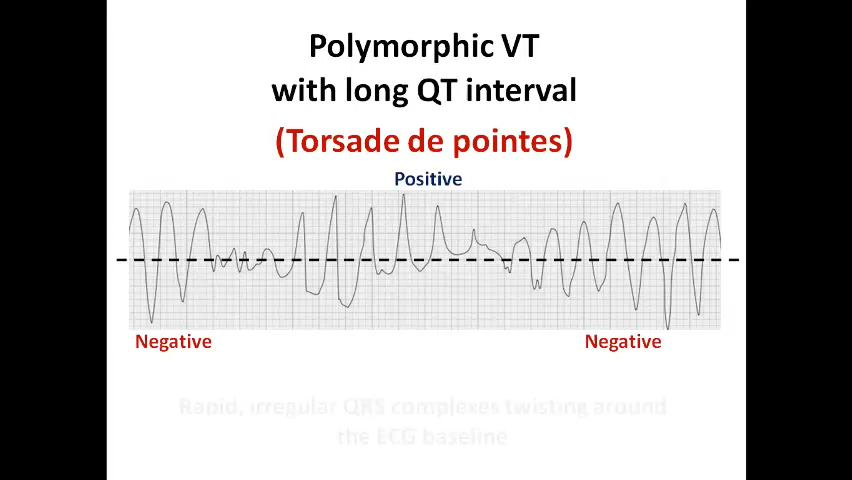 Polymorphic VT
with long QT interval
(Torsade de pointes)
Positive
Negative
Negative
Rapid, irregular QRS complexes twisting around
the ECG baseline